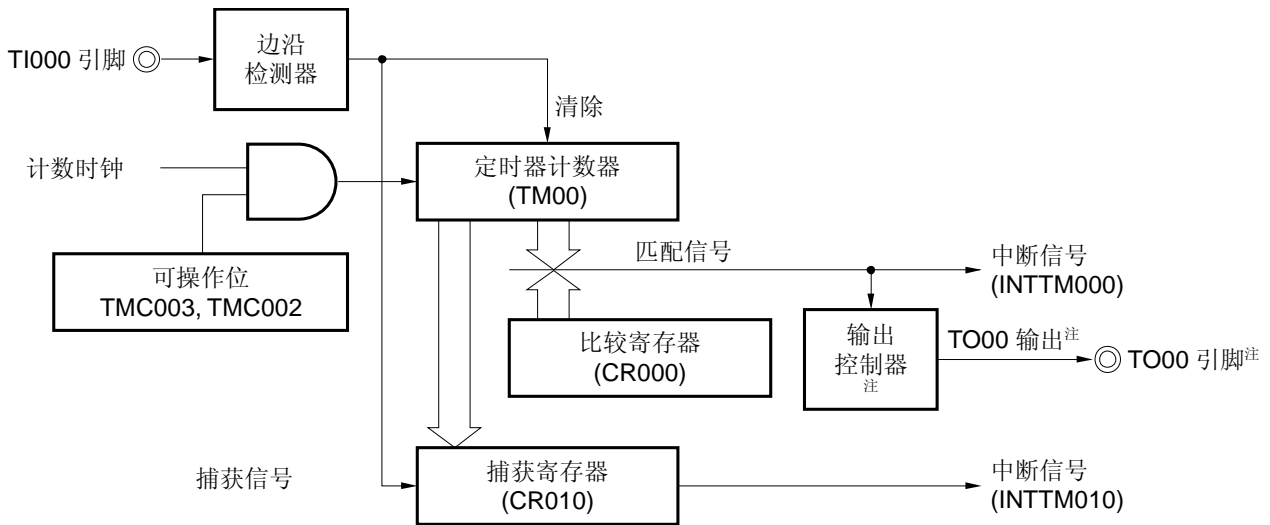 TI000 引脚
边沿
检测器
清除
计数时钟
定时器计数器
(TM00)
可操作位
TMC003, TMC002
匹配信号
中断信号
(INTTM000)
比较寄存器
(CR000)
输出
控制器
注
TO00 输出注
TO00 引脚注
捕获信号
捕获寄存器
(CR010)
中断信号
(INTTM010)